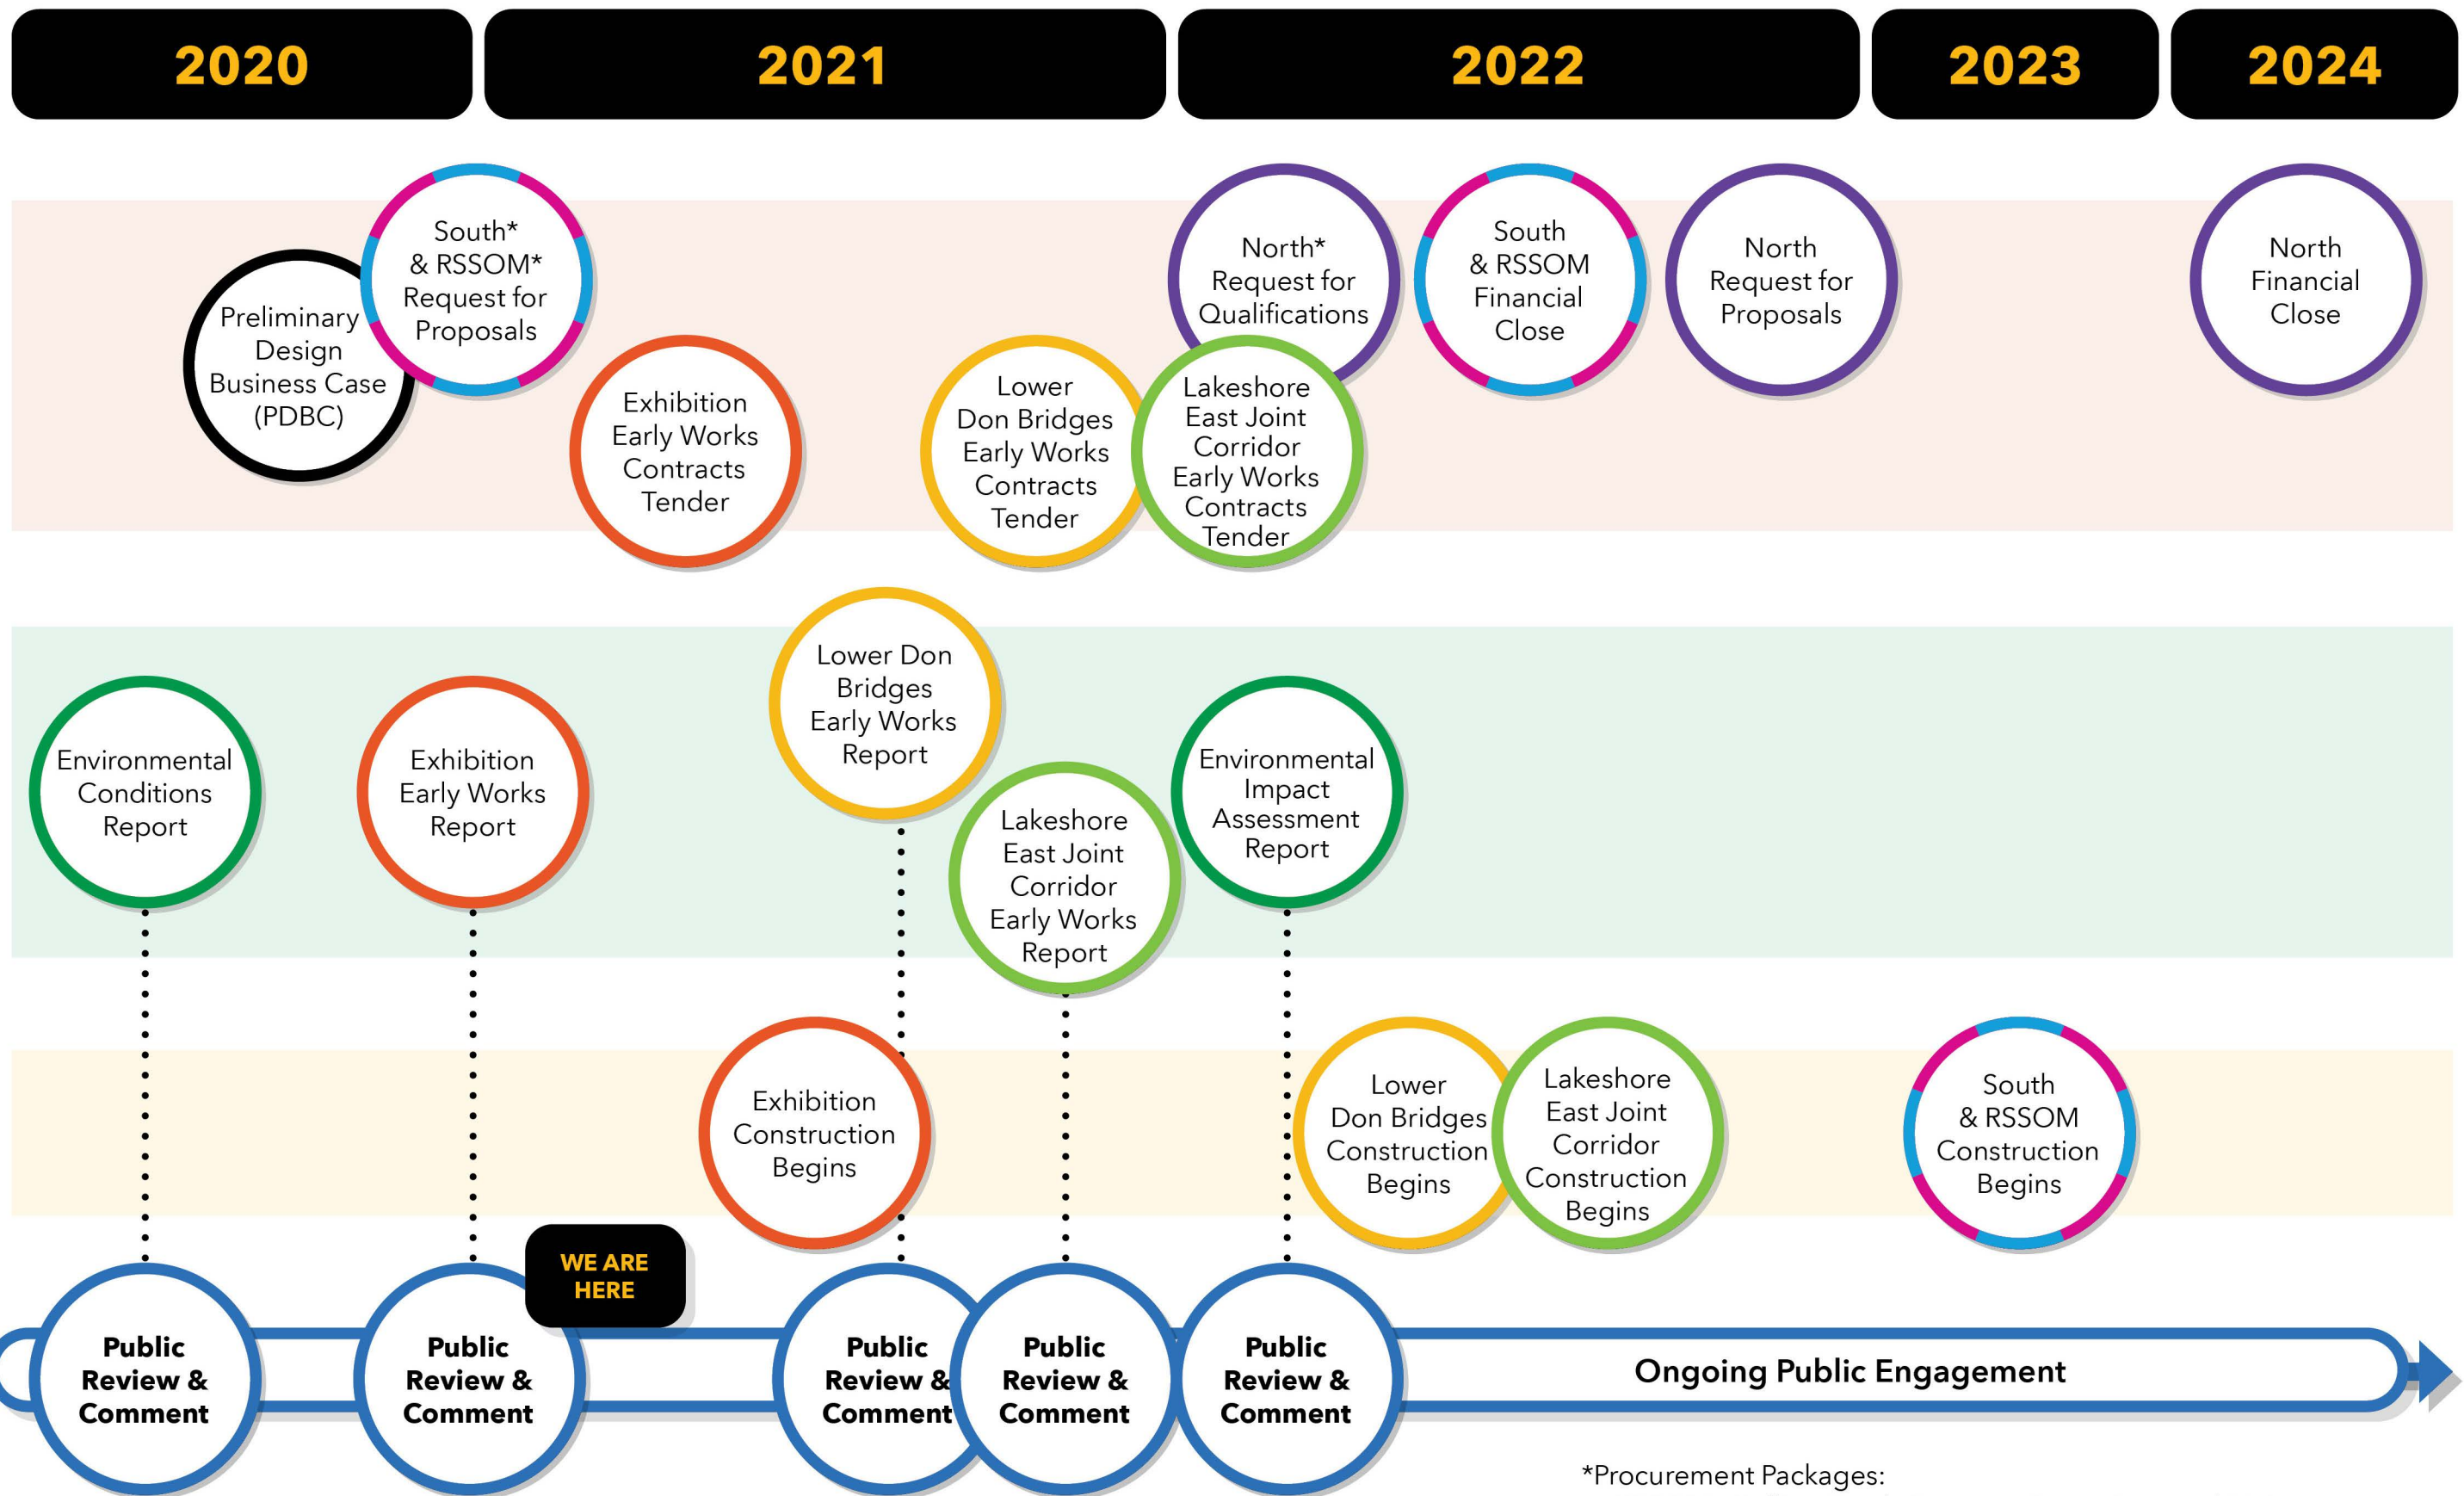 2020
2021
2022
2023
2024
Preliminary
Design
Business Case
(PDBC)
South*
& RSSOM*
Request for
Proposals
Exhibition
Early Works
Contracts
Tender
Lower
Don Bridges
Early Works
Contracts
Tender
North*
Request for
Qualifications
Lakeshore
East Joint
Corridor
Early Works
Contracts
Tender
South
& RSSOM
Financial
Close
North
Request for
Proposals
North
Financial
Close
Environmental
Conditions
Report
Exhibition
Early Works
Report
Lower Don
Bridges
Early Works
Report
Lakeshore
East Joint
Corridor
Early Works
Report
Environmental
Impact
Assessment
Report
Exhibition
Construction
Begins
Lower
Don Bridges
Construction
Begins
Lakeshore
East Joint
Corridor
Construction
Begins
South
& RSSOM
Construction
Begins
WE ARE
HERE
Public
Review &
Comment
Public
Review &
Comment
Public
Review &
Comment
Public
Review &
Comment
Public
Review &
Comment
Ongoing Public Engagement
*Procurement Packages: